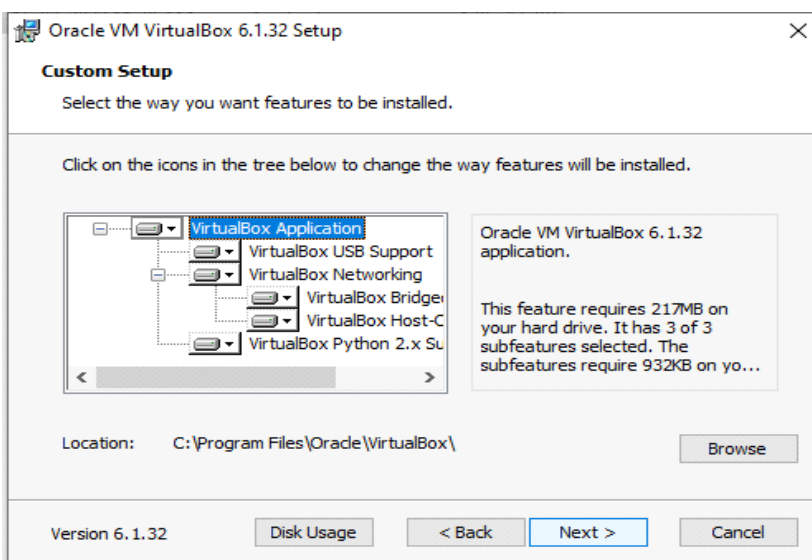 Oracle VM VirtualBox 6.1.32 Setup
Custom Setup
Select the way you want features to be installed.
Click on the icons in the tree below to change the way features will be installed.
VirtualBox Application
VirtualBox USB Support
VirtualBox Networking
VirtualBox Bridge
VirtualBox Host-C
VirtualBox Python 2.x Su
Oracle VM VirtualBox 6.1.32
application.
This feature requires 217MB on
your hard drive. It has 3 of 3
subfeatures selected. The
subfeatures require 932KB on yo...
Location: C:\Program Files\Oracle\VirtualBox\
Browse
Version 6.1.32 Disk Usage < Back Next > Cancel